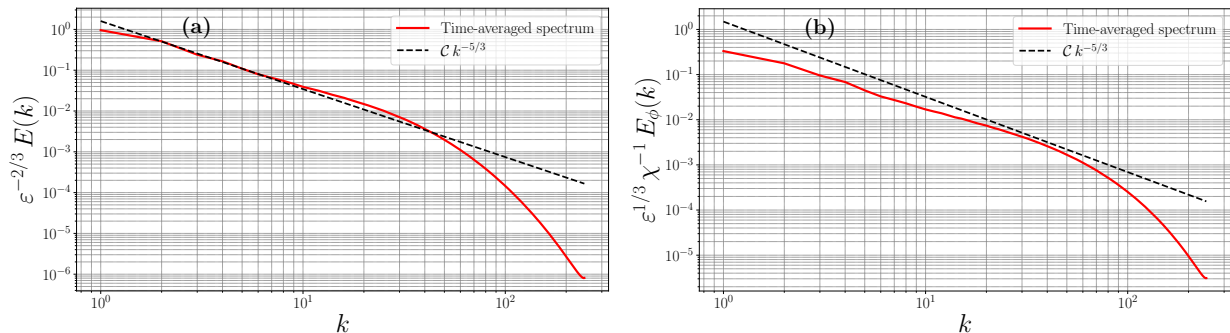 (a)
Time-averaged spectrum
𝒞 k^{-5/3}
10^0
10^{-1}
10^{-2}
10^{-3}
10^{-4}
10^{-5}
10^{-6}
ε^{-2/3} E(k)
10^0
10^1
10^2
k
(b)
Time-averaged spectrum
𝒞 k^{-5/3}
10^0
10^{-1}
10^{-2}
10^{-3}
10^{-4}
10^{-5}
ε^{1/3} χ^{-1} E_ϕ(k)
10^0
10^1
10^2
k